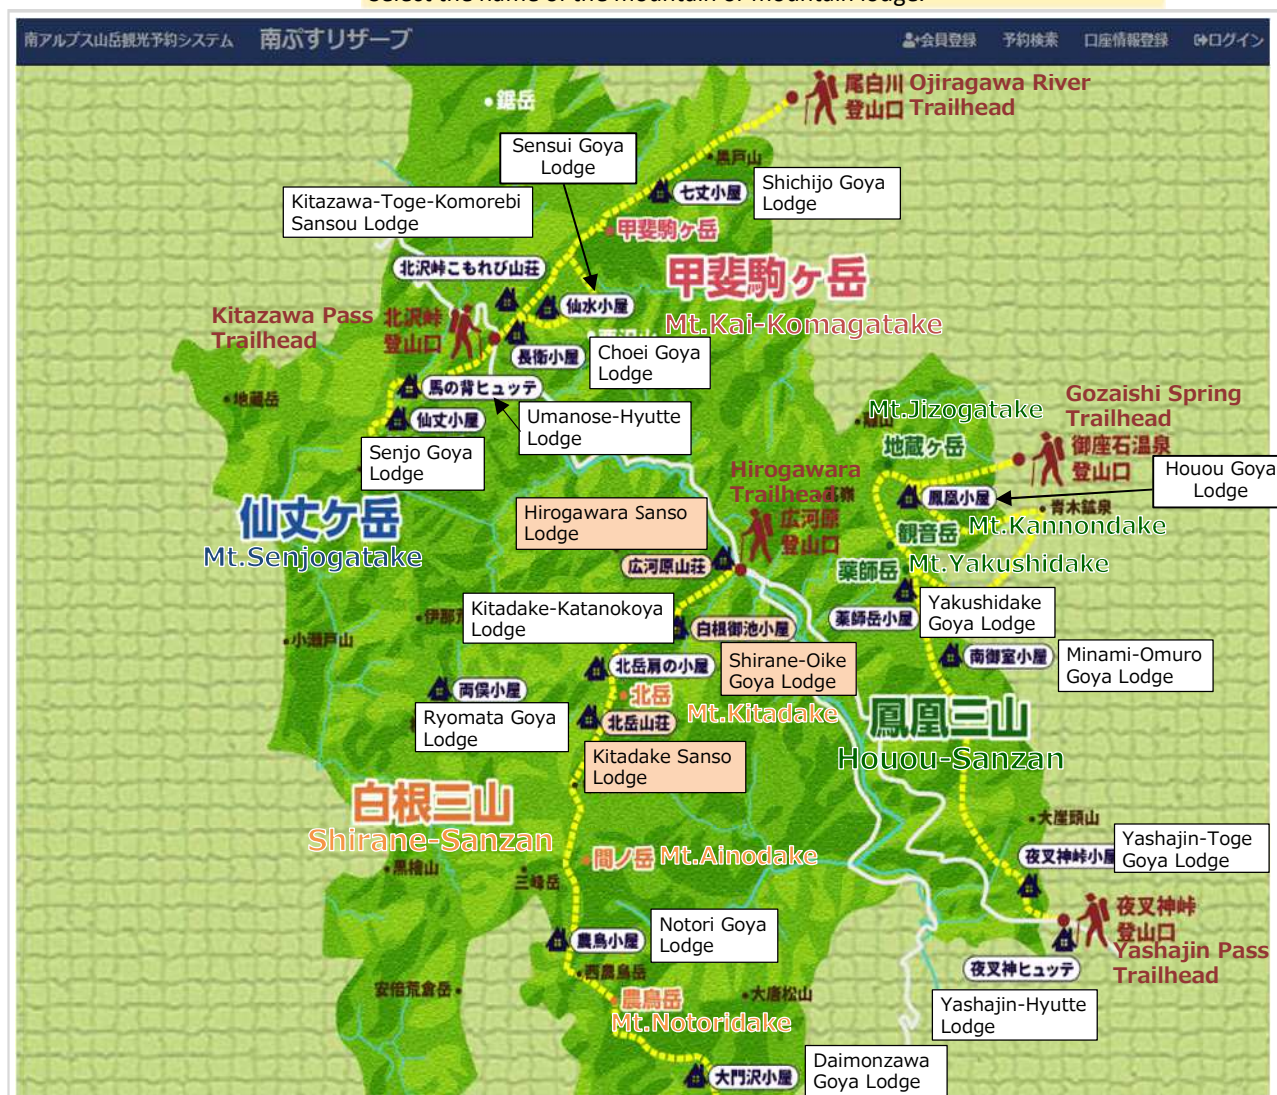 Select the name of the mountain or mountain lodge.
南アルプス山岳観光予約システム 南ぷすリザーブ
会員登録 予約検索 口座情報登録 ログイン
鋸岳
尾白川
登山口
Ojiragawa River
Trailhead
Sensui Goya
Lodge
黒戸山
七丈小屋
Shichijo Goya
Lodge
Kitazawa-Toge-Komorebi
Sansou Lodge
甲斐駒ヶ岳
北沢峠こもれび山荘
甲斐駒ヶ岳
Mt.Kai-Komagatake
仙水小屋
Kitazawa Pass
Trailhead
北沢峠
登山口
長衛小屋
Choei Goya
Lodge
馬の背ヒュッテ
地蔵岳
仙丈小屋
Umanose-Hyutte
Lodge
Senjo Goya
Lodge
Mt.Jizogatake
地蔵ヶ岳
Gozaishi Spring
Trailhead
御座石温泉
登山口
Houou Goya
Lodge
鳳凰小屋
青木鉱泉
Hirogawara
Trailhead
広河原
登山口
仙丈ケ岳
Mt.Senjogatake
Hirogawara Sanso
Lodge
広河原山荘
観音岳
Mt.Kannondake
薬師岳
Mt.Yakushidake
薬師岳小屋
Yakushidake
Goya Lodge
Kitadake-Katanokoya
Lodge
白根御池小屋
Shirane-Oike
Goya Lodge
小瀬戸山
北岳肩の小屋
南御室小屋
Minami-Omuro
Goya Lodge
両俣小屋
Ryomata Goya
Lodge
北岳
Mt.Kitadake
北岳山荘
Kitadake Sanso
Lodge
鳳凰三山
Houou-Sanzan
白根三山
Shirane-Sanzan
大崖頭山
夜叉神峠小屋
Yashajin-Toge
Goya Lodge
黒檜山
三峰岳
間ノ岳
Mt.Ainodake
夜叉神峠
登山口
Yashajin Pass
Trailhead
農鳥小屋
Notori Goya
Lodge
夜叉神ヒュッテ
Yashajin-Hyutte
Lodge
西農鳥岳
安倍荒倉岳
農鳥岳
Mt.Notoridake
大唐松山
大門沢小屋
Daimonzawa
Goya Lodge